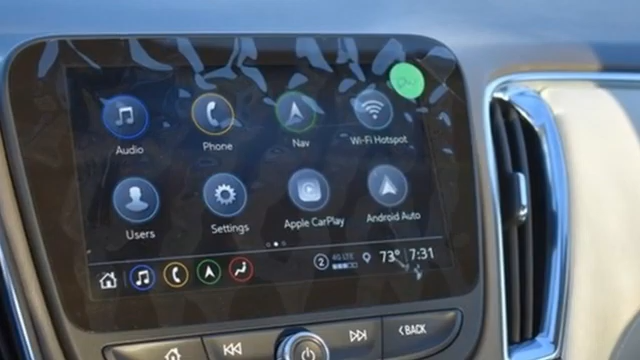 Audio Phone Nav Wi-Fi Hotspot
Users Settings Apple CarPlay Android Auto
2 4G LTE 73° 7:31
BACK